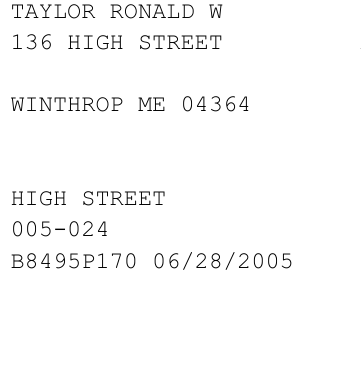 TAYLOR RONALD W
136 HIGH STREET
WINTHROP ME 04364
HIGH STREET
005-024
B8495P170 06/28/2005